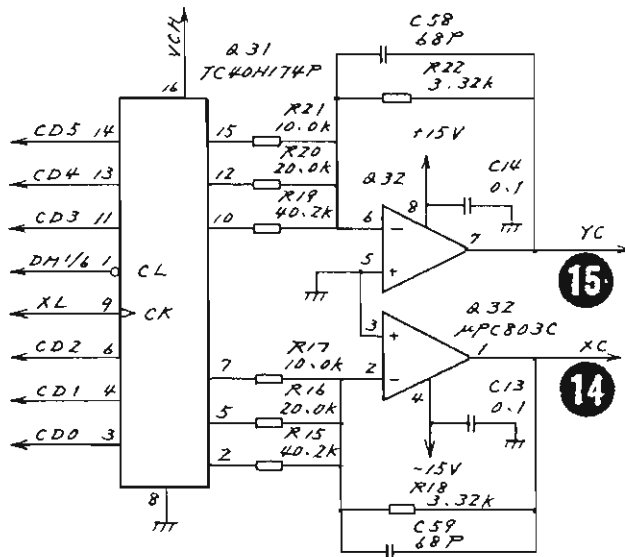 C58
68P
VCH
Q31
TC40H174P
R22
3.32k
16
R21
10.0k
+15V
CD5 14
15
R20
20.0k
C14
0.1
CD4 13
12
R19
40.2k
Q32
8
CD3 11
10
6 -
7
YC
DM1/6 1
CL
5 +
15
XL 9
CK
3 +
Q32
μPC803C
CD2 6
7
R17
10.0k
2 -
1
XC
14
R16
20.0k
4
C13
0.1
CD1 4
5
R15
40.2k
CD0 3
2
-15V
8
R18
3.32k
C59
68P